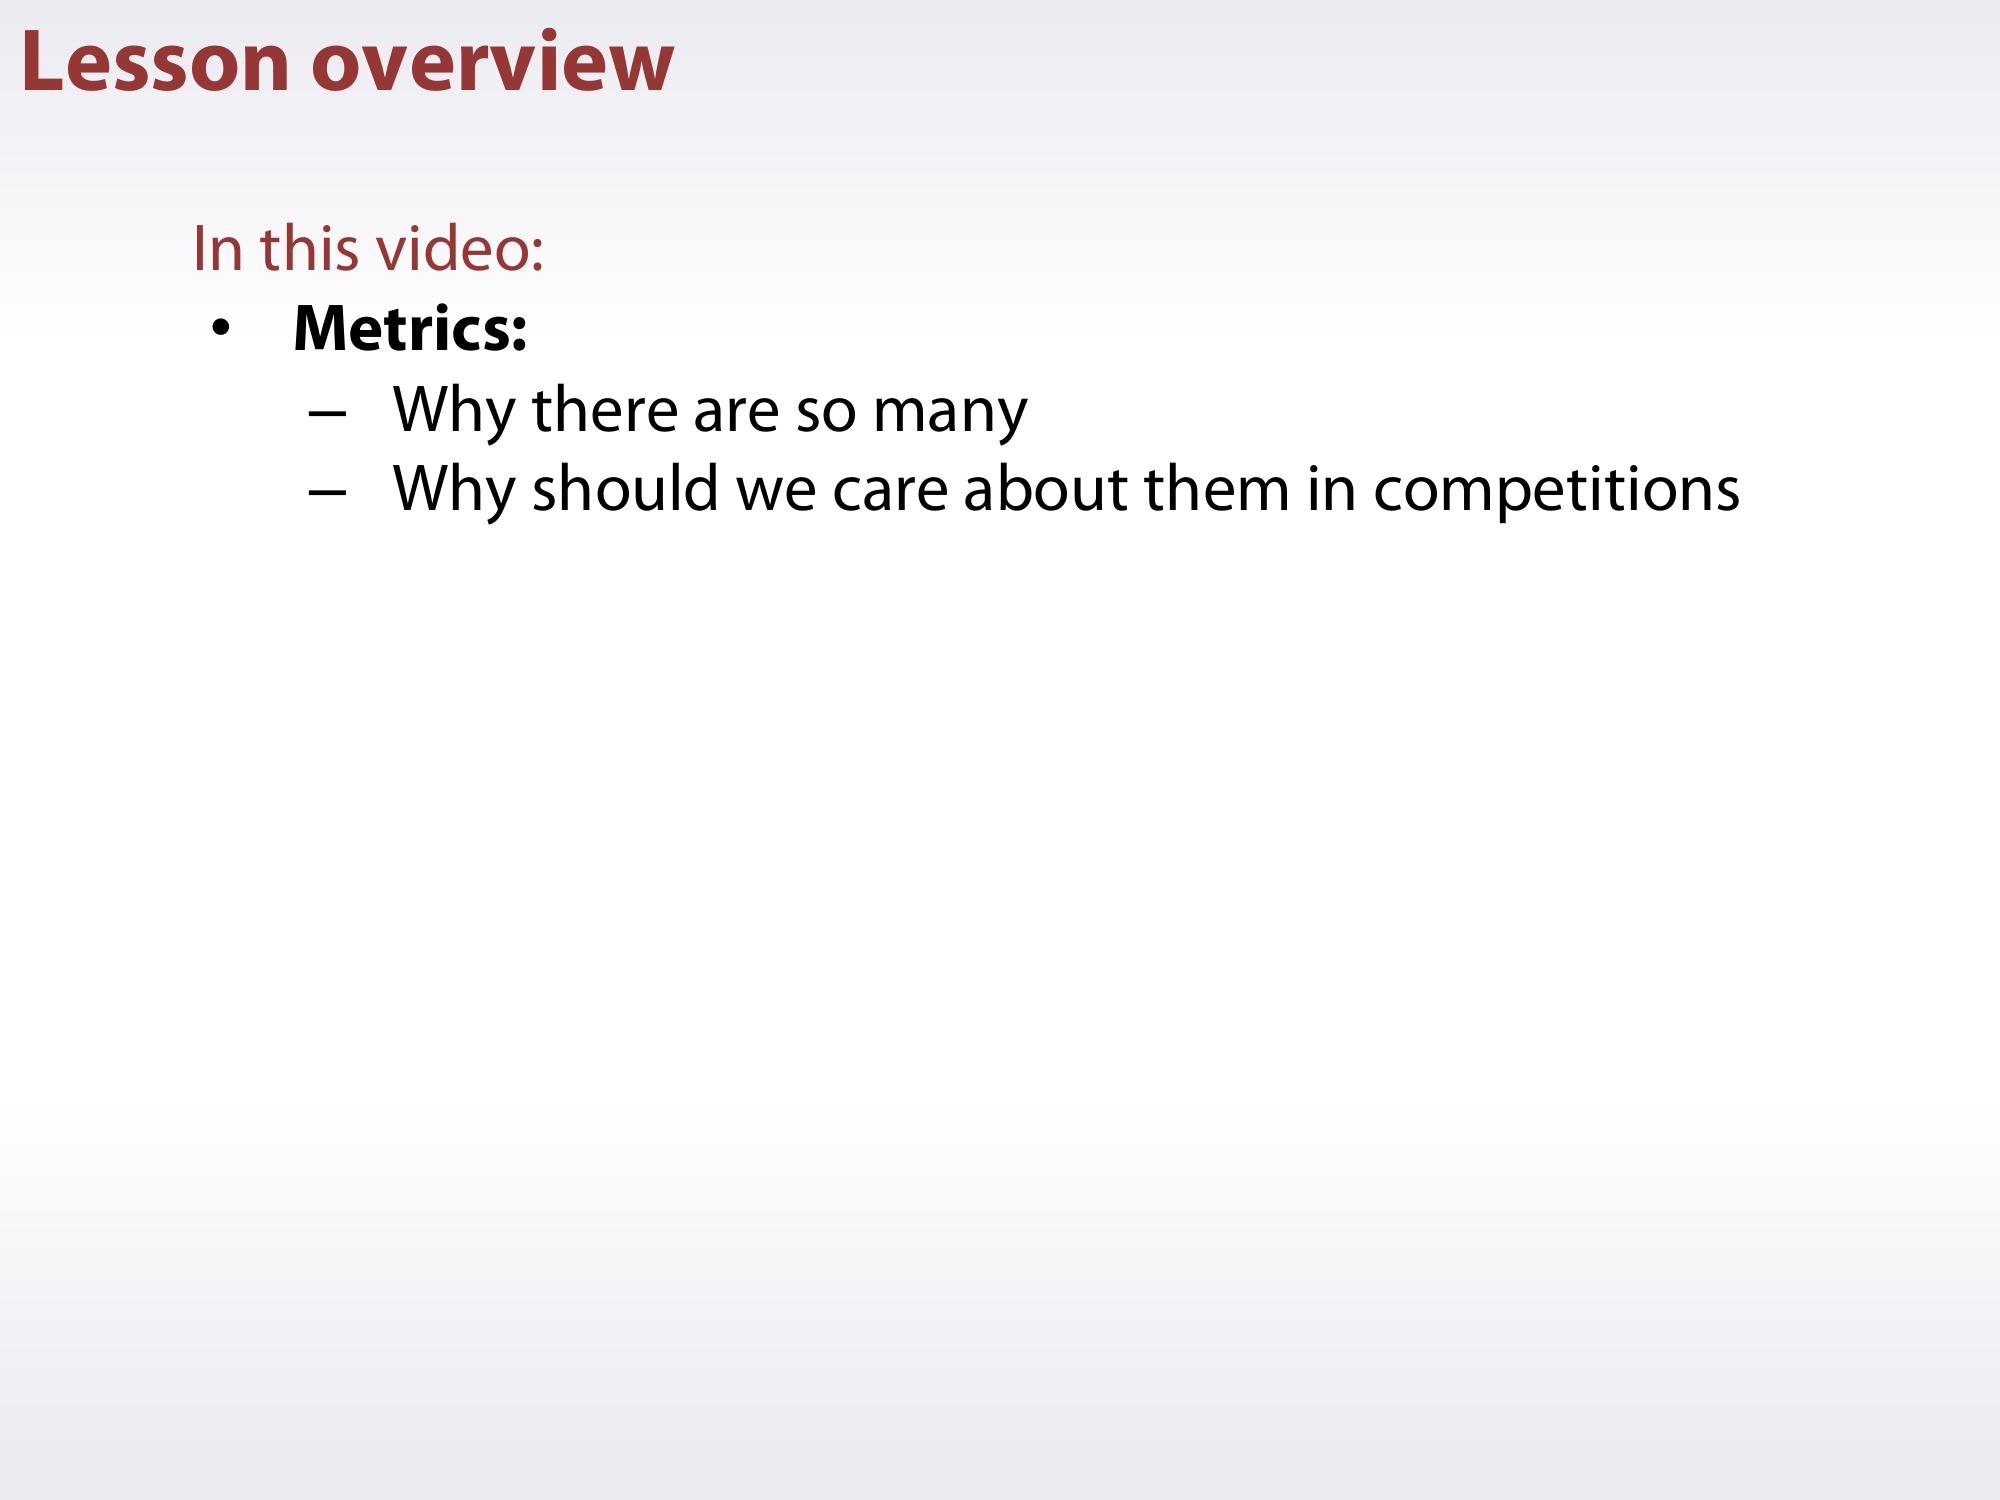 Lesson overview
In this video:
• Metrics:
– Why there are so many
– Why should we care about them in competitions